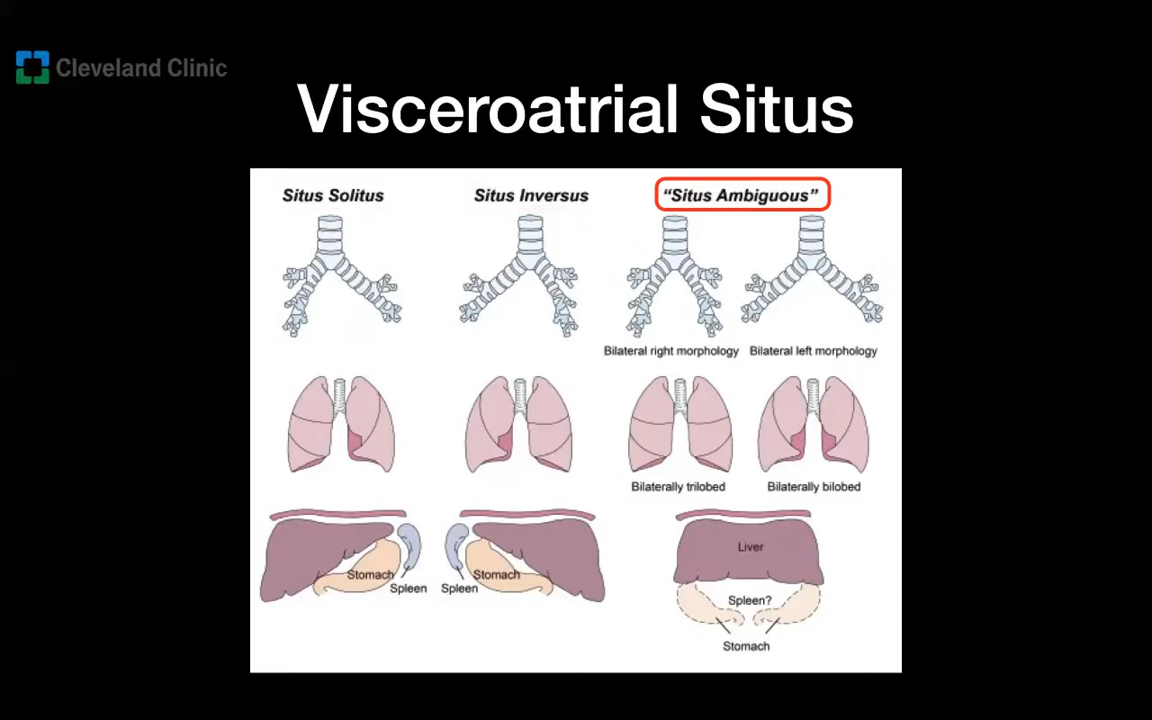 Cleveland Clinic
Visceroatrial Situs
Situs Solitus
Situs Inversus
“Situs Ambiguous”
Bilateral right morphology
Bilateral left morphology
Bilaterally trilobed
Bilaterally bilobed
Stomach
Spleen
Spleen
Stomach
Liver
Spleen?
Stomach